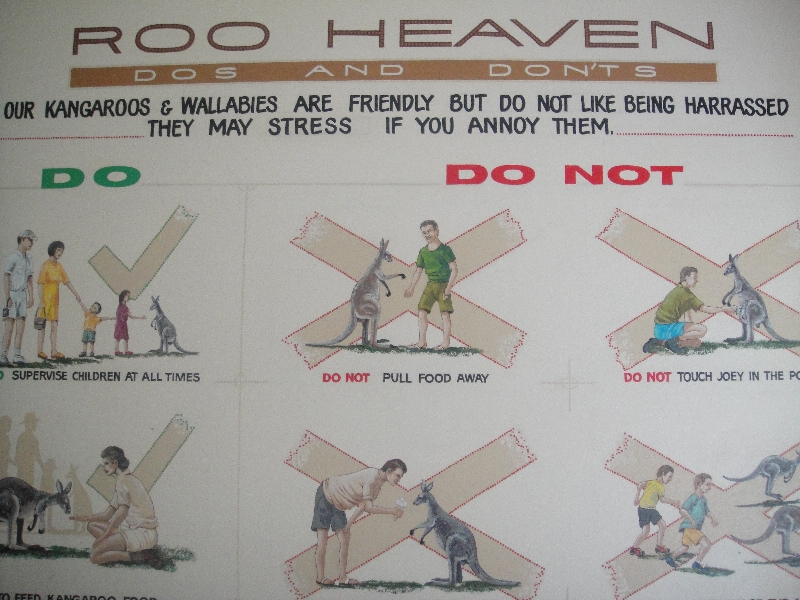 ROO HEAVEN
DOS AND DON'TS
OUR KANGAROOS & WALLABIES ARE FRIENDLY BUT DO NOT LIKE BEING HARRASSED
THEY MAY STRESS IF YOU ANNOY THEM.
DO
DO NOT
SUPERVISE CHILDREN AT ALL TIMES
DO NOT PULL FOOD AWAY
DO NOT TOUCH JOEY IN THE
FEED KANGAROO FOOD